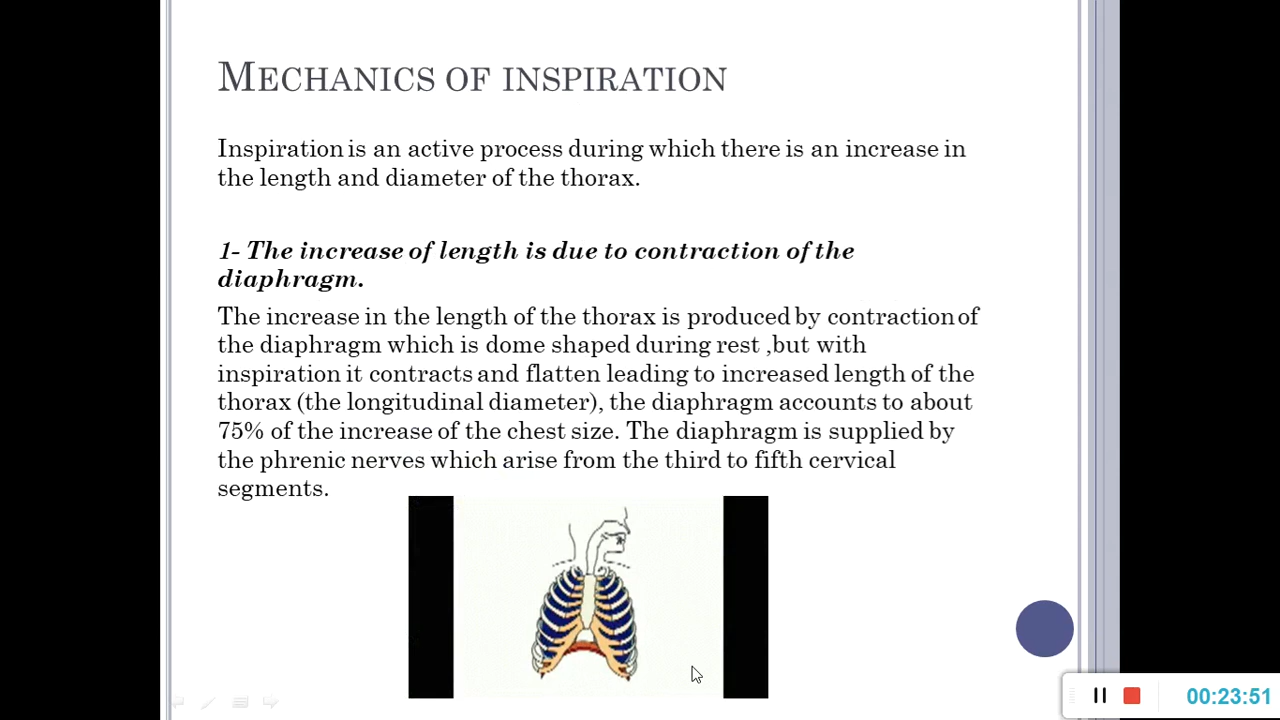 MECHANICS OF INSPIRATION
Inspiration is an active process during which there is an increase in
the length and diameter of the thorax.
1- The increase of length is due to contraction of the
diaphragm.
The increase in the length of the thorax is produced by contraction of
the diaphragm which is dome shaped during rest ,but with
inspiration it contracts and flatten leading to increased length of the
thorax (the longitudinal diameter), the diaphragm accounts to about
75% of the increase of the chest size. The diaphragm is supplied by
the phrenic nerves which arise from the third to fifth cervical
segments.
00:23:51